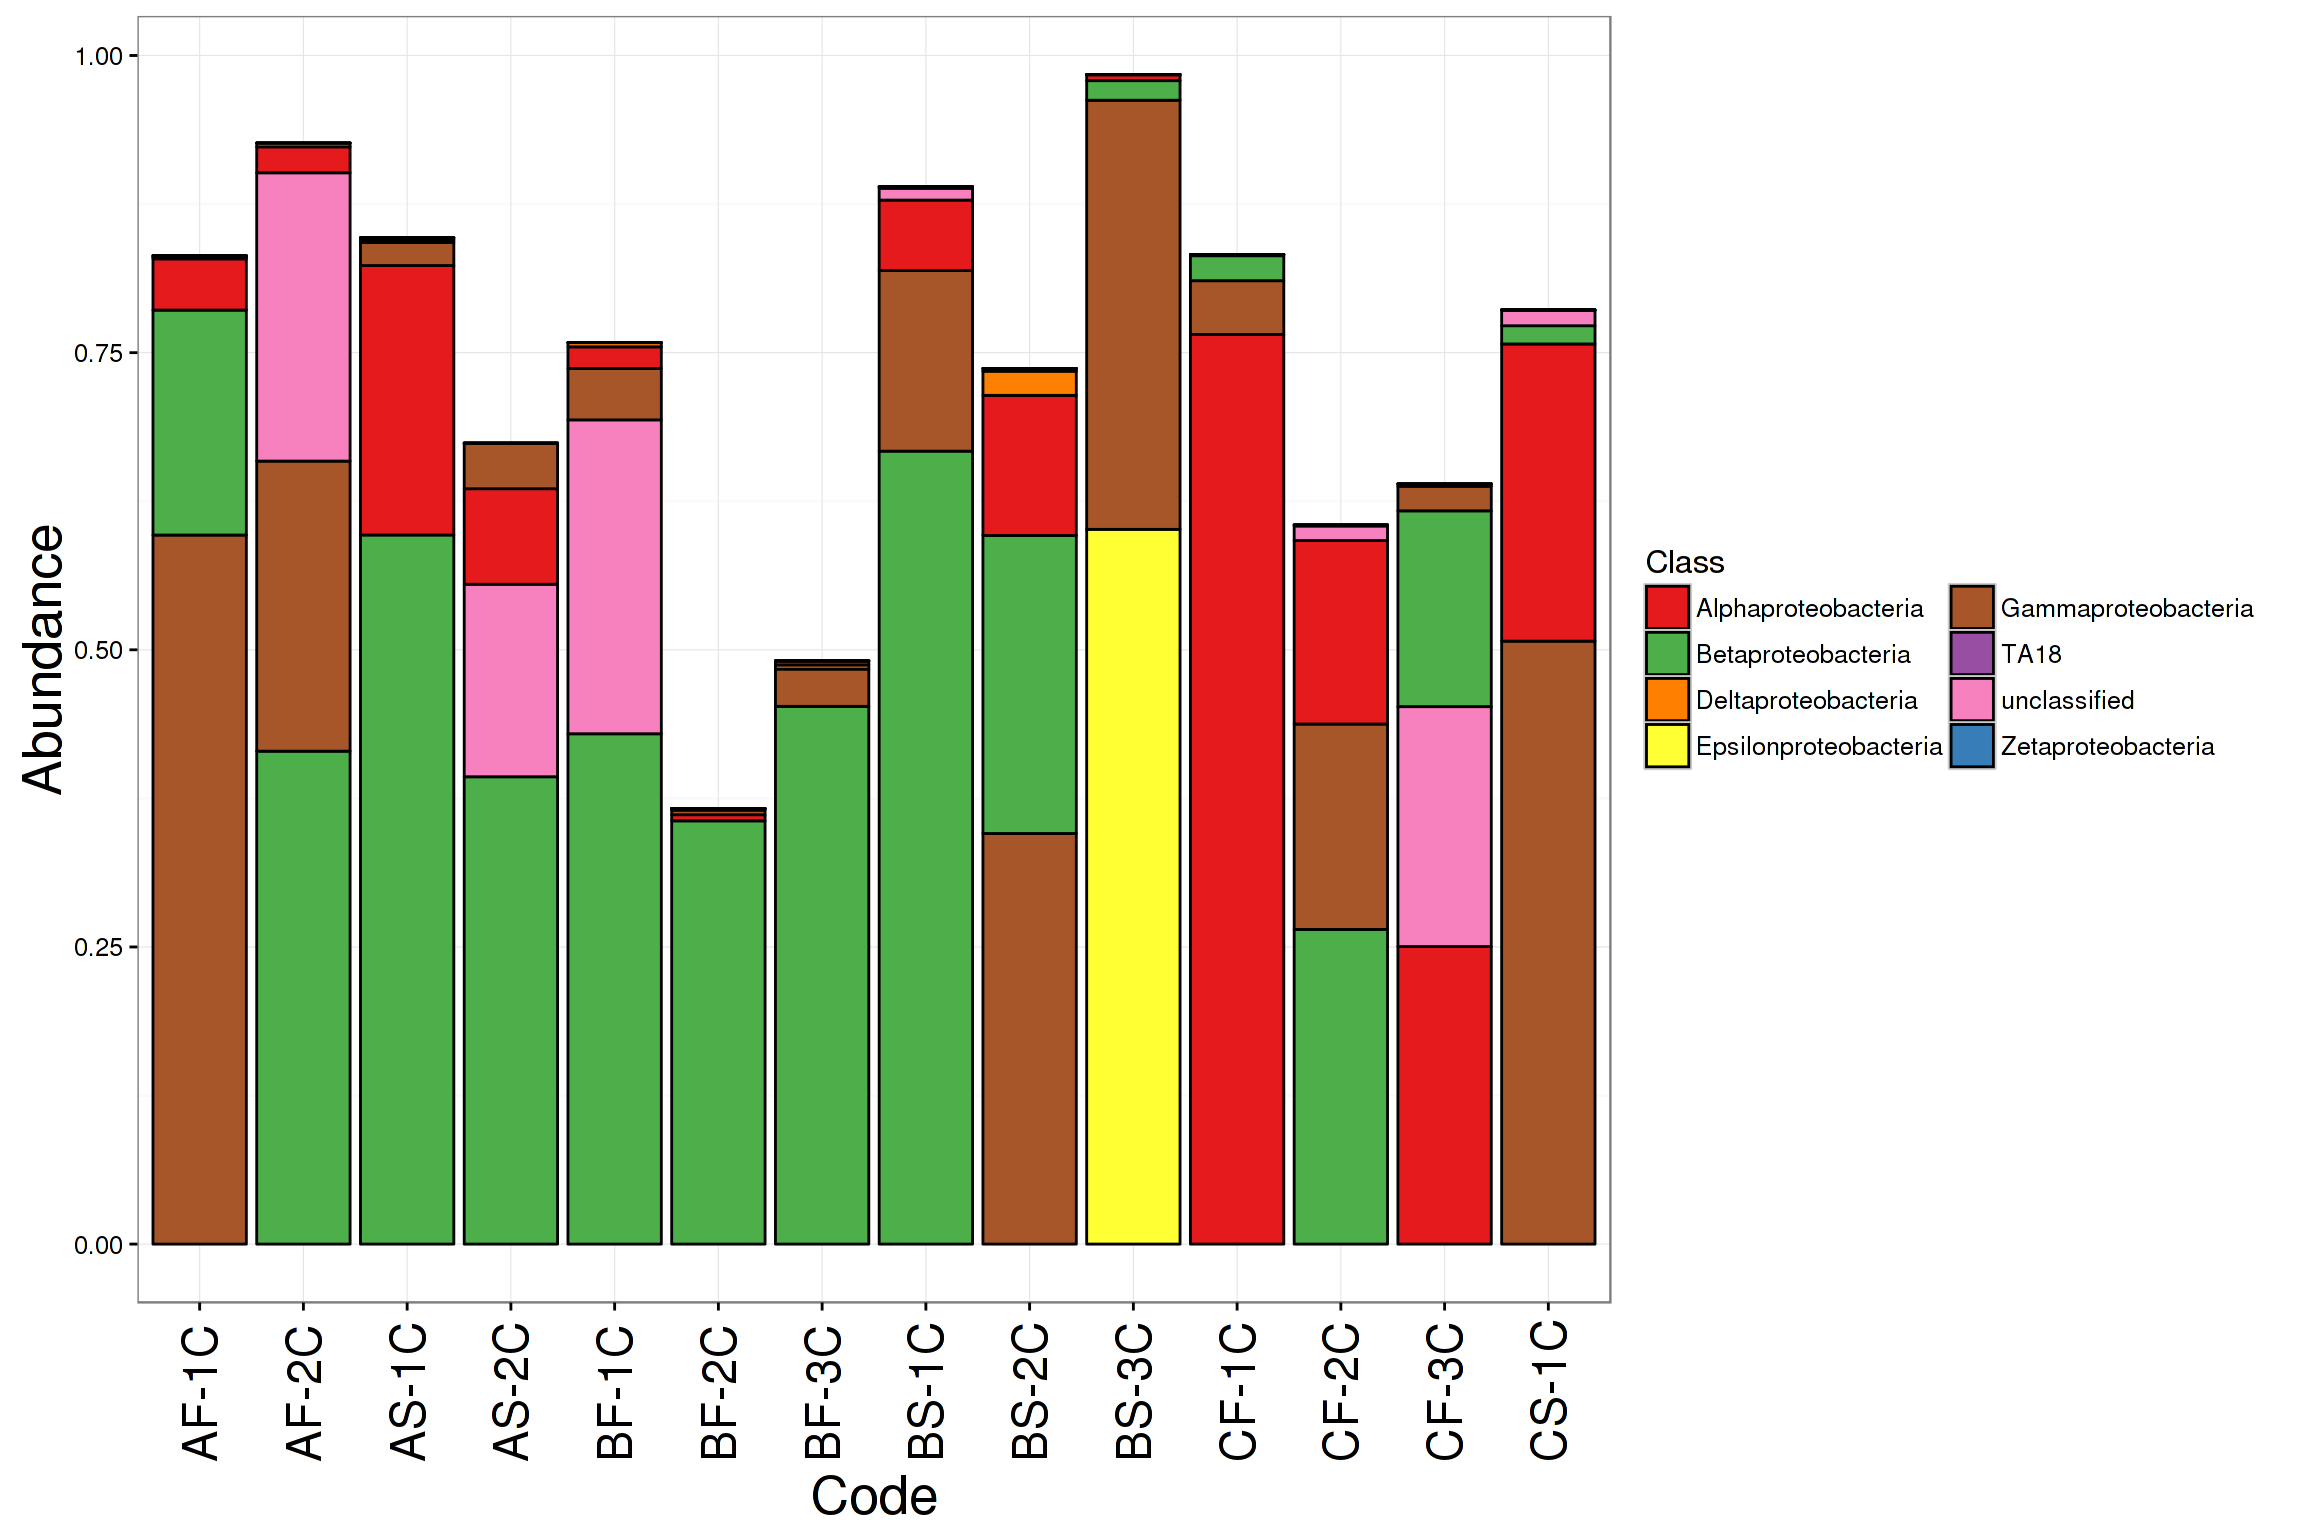 Abundance
1.00
0.75
0.50
0.25
0.00
AF-1C
AF-2C
AS-1C
AS-2C
BF-1C
BF-2C
BF-3C
BS-1C
BS-2C
BS-3C
CF-1C
CF-2C
CF-3C
CS-1C
Code
Class
Alphaproteobacteria
Betaproteobacteria
Deltaproteobacteria
Epsilonproteobacteria
Gammaproteobacteria
TA18
unclassified
Zetaproteobacteria